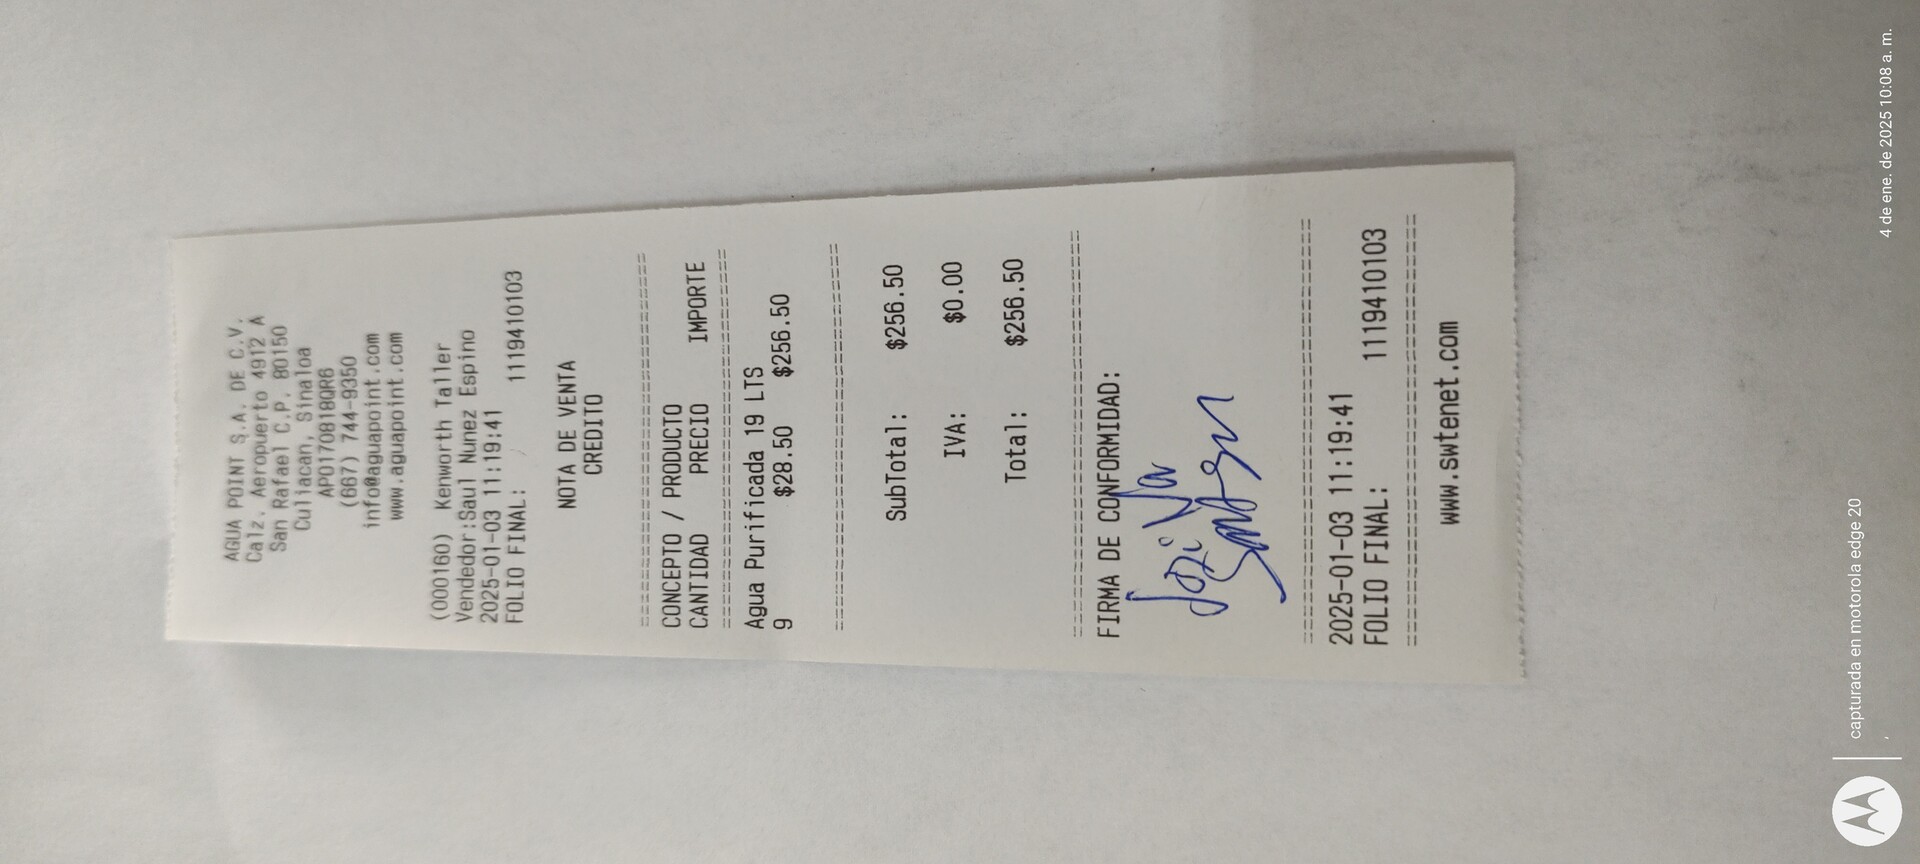 AGUA POINT S.A. DE C.V.
Calz. Aeropuerto 4912 A
San Rafael C.P. 80150
Culiacan, Sinaloa
APO170818QR6
(667) 744-9350
info@aguapoint.com
www.aguapoint.com
(000160) Kenworth Taller
Vendedor:Saul Nunez Espino
2025-01-03 11:19:41
FOLIO FINAL: 1119410103
NOTA DE VENTA
CREDITO
CONCEPTO / PRODUCTO
CANTIDAD PRECIO IMPORTE
Agua Purificada 19 LTS
9 $28.50 $256.50
SubTotal: $256.50
IVA: $0.00
Total: $256.50
FIRMA DE CONFORMIDAD:
2025-01-03 11:19:41
FOLIO FINAL: 1119410103
www.swtenet.com
capturada en motorola edge 20
4 de ene. de 2025 10:08 a. m.